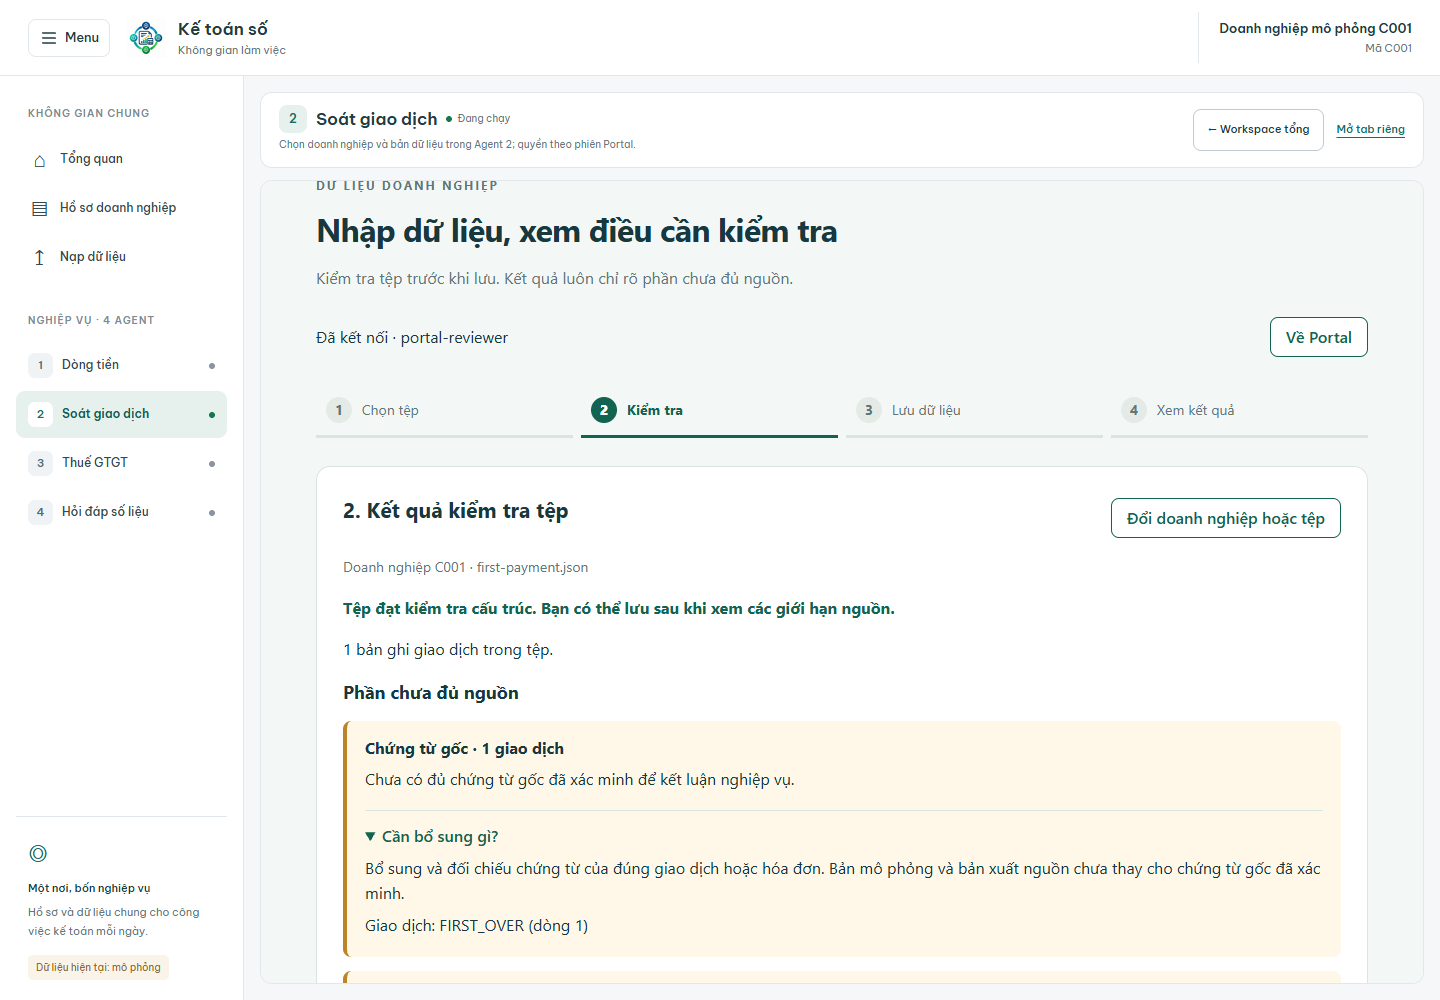 Menu
Kế toán số
Không gian làm việc
Doanh nghiệp mô phỏng C001
Mã C001
KHÔNG GIAN CHUNG
Tổng quan
Hồ sơ doanh nghiệp
Nạp dữ liệu
NGHIỆP VỤ · 4 AGENT
1 Dòng tiền
2 Soát giao dịch
3 Thuế GTGT
4 Hỏi đáp số liệu
Một nơi, bốn nghiệp vụ
Hồ sơ và dữ liệu chung cho công
việc kế toán mỗi ngày.
Dữ liệu hiện tại: mô phỏng
2 Soát giao dịch Đang chạy
Chọn doanh nghiệp và bản dữ liệu trong Agent 2; quyền theo phiên Portal.
← Workspace tổng
Mở tab riêng
DỮ LIỆU DOANH NGHIỆP
Nhập dữ liệu, xem điều cần kiểm tra
Kiểm tra tệp trước khi lưu. Kết quả luôn chỉ rõ phần chưa đủ nguồn.
Đã kết nối · portal-reviewer
Về Portal
1 Chọn tệp
2 Kiểm tra
3 Lưu dữ liệu
4 Xem kết quả
2. Kết quả kiểm tra tệp
Đổi doanh nghiệp hoặc tệp
Doanh nghiệp C001 · first-payment.json
Tệp đạt kiểm tra cấu trúc. Bạn có thể lưu sau khi xem các giới hạn nguồn.
1 bản ghi giao dịch trong tệp.
Phần chưa đủ nguồn
Chứng từ gốc · 1 giao dịch
Chưa có đủ chứng từ gốc đã xác minh để kết luận nghiệp vụ.
▼ Cần bổ sung gì?
Bổ sung và đối chiếu chứng từ của đúng giao dịch hoặc hóa đơn. Bản mô phỏng và bản xuất nguồn chưa thay cho chứng từ gốc đã xác
minh.
Giao dịch: FIRST_OVER (dòng 1)